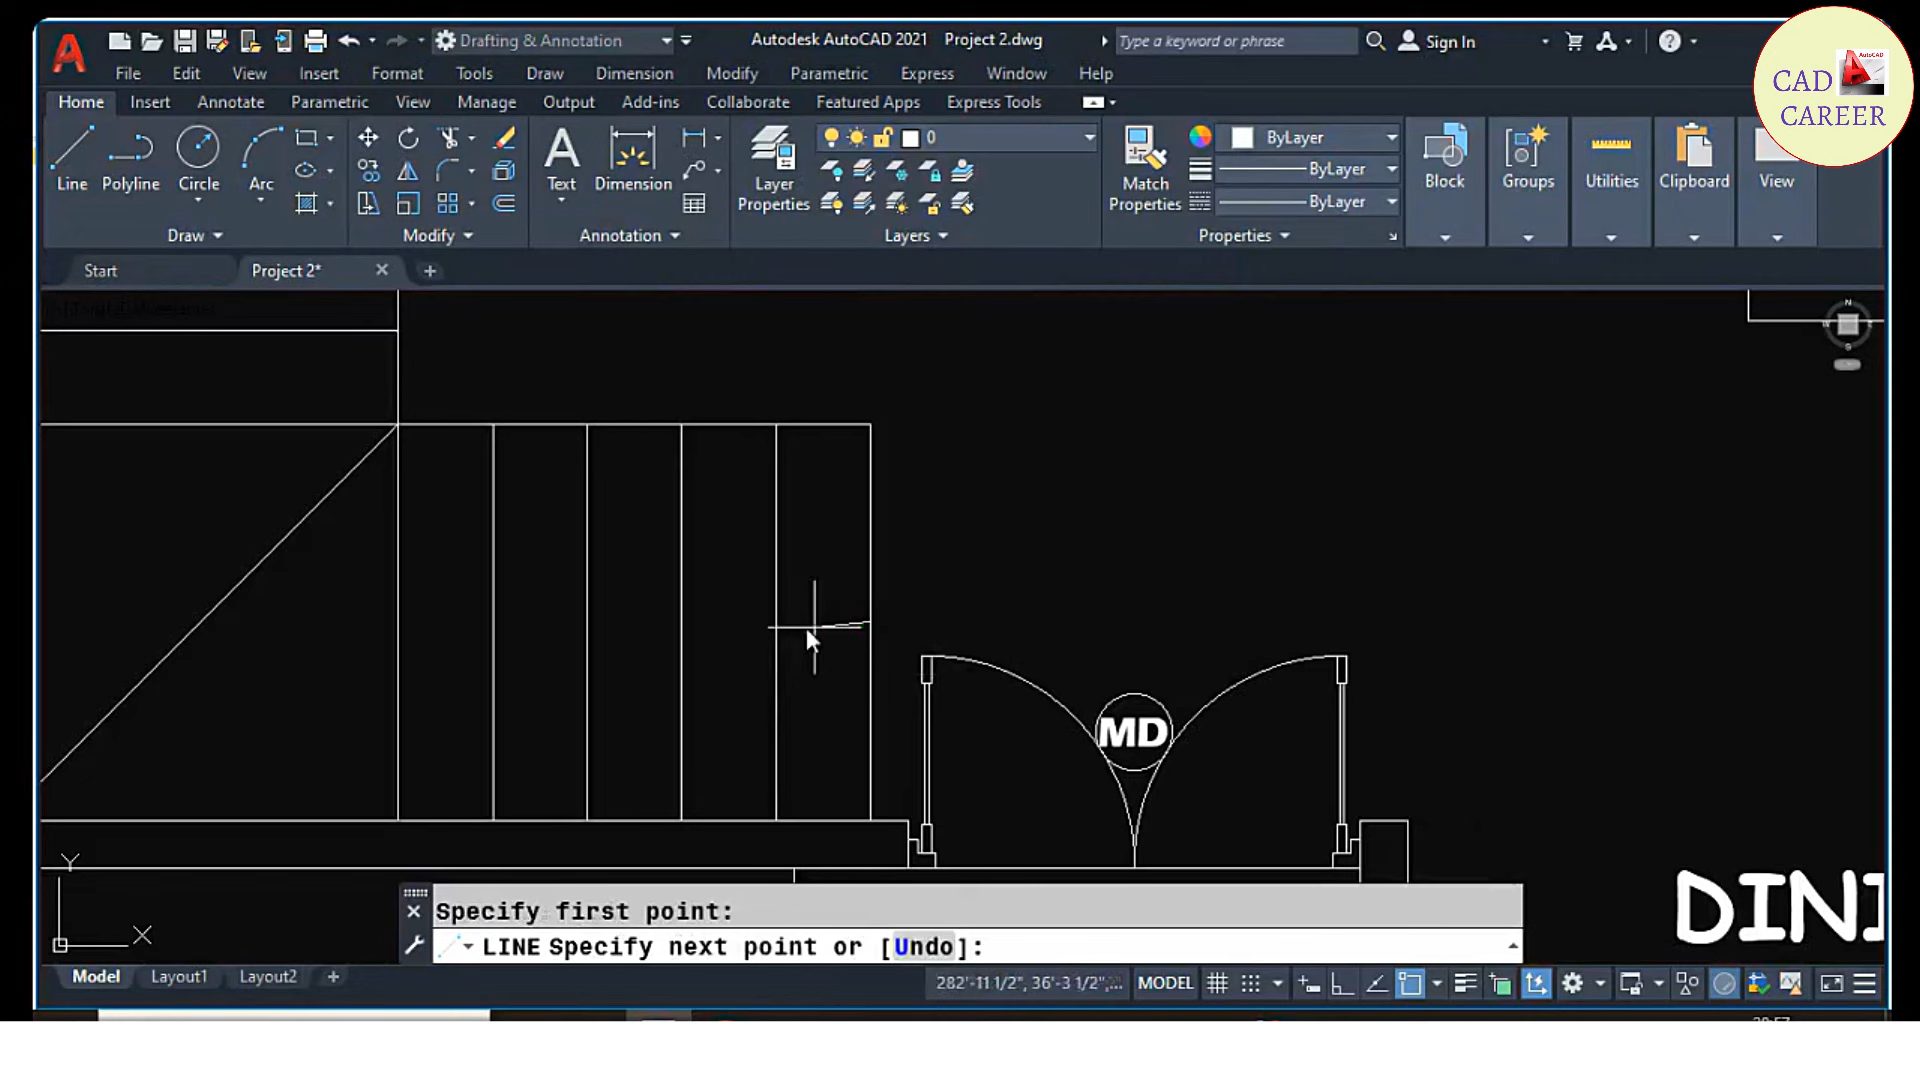 Drafting & Annotation
Autodesk AutoCAD 2021 Project 2.dwg
Type a keyword or phrase
Sign In
AutoCAD
CAD
CAREER
File Edit View Insert Format Tools Draw Dimension Modify Parametric Express Window Help
Home Insert Annotate Parametric View Manage Output Add-ins Collaborate Featured Apps Express Tools
0
ByLayer
ByLayer
ByLayer
Line Polyline Circle Arc
Text Dimension
Layer Properties
Match Properties
Block Groups Utilities Clipboard View
Draw Modify Annotation Layers Properties
Start Project 2*
N
S
MD
DINI
Y
X
Specify first point:
LINE Specify next point or [Undo]:
Model Layout1 Layout2
282'-11 1/2", 36'-3 1/2",... MODEL